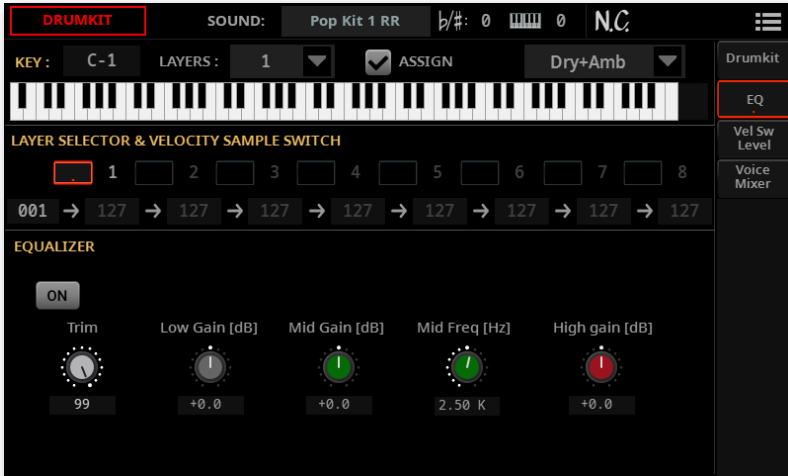 DRUMKIT SOUND: Pop Kit 1 RR ♭/♯: 0 0 N.C.
KEY : C-1 LAYERS : 1 ASSIGN Dry+Amb
Drumkit
EQ
Vel Sw
Level
Voice
Mixer
LAYER SELECTOR & VELOCITY SAMPLE SWITCH
1 2 3 4 5 6 7 8
001 → 127 → 127 → 127 → 127 → 127 → 127 → 127 → 127
EQUALIZER
ON
Trim Low Gain [dB] Mid Gain [dB] Mid Freq [Hz] High gain [dB]
99 +0.0 +0.0 2.50 K +0.0